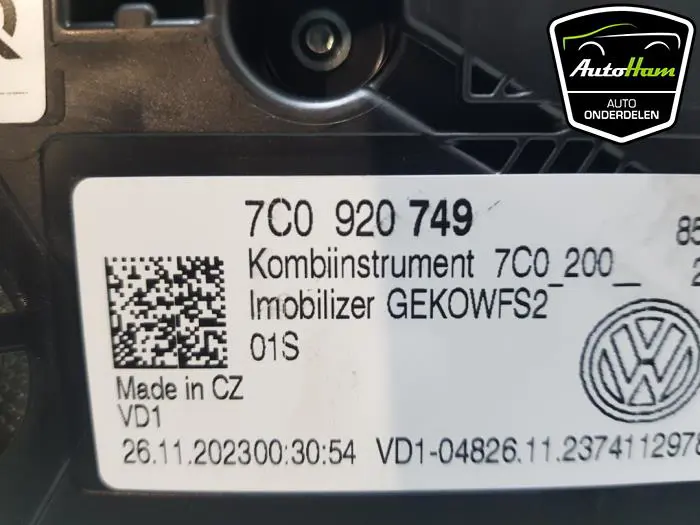 AutoHam
AUTO
ONDERDELEN
7C0 920 749
Kombiinstrument 7C0_200_
Imobilizer GEKOWFS2
01S
Made in CZ
VD1
26.11.202300:30:54 VD1-04826.11.2374112978